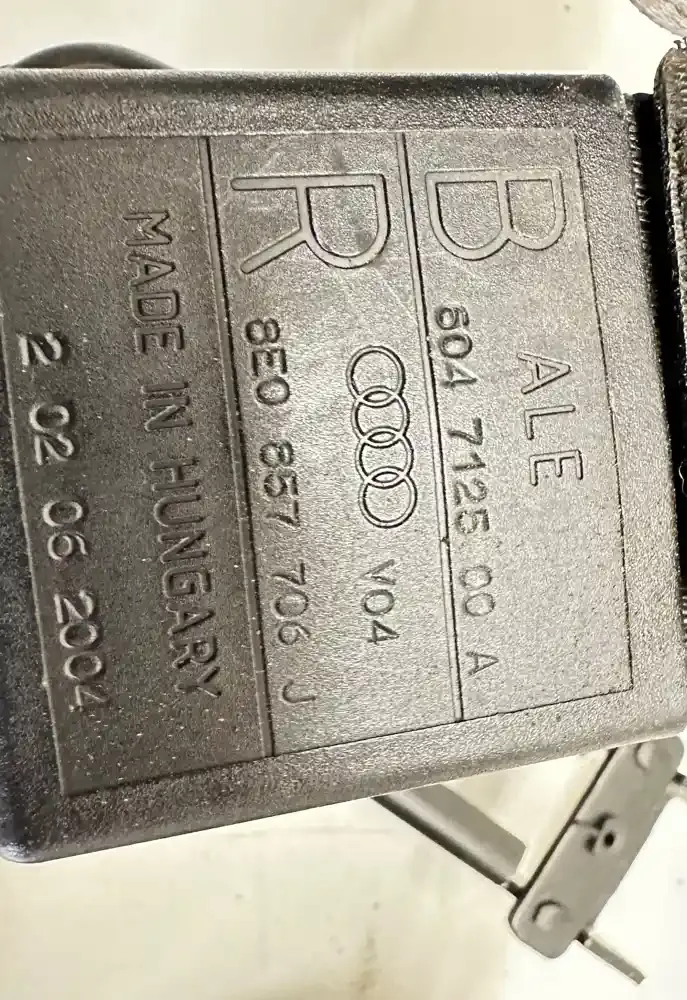 B ALE
604 7125 00 A
R V04
8E0 857 706 J
MADE IN HUNGARY
2 02 06 2004